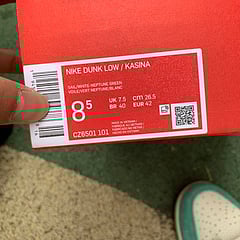 NIKE DUNK LOW / KASINA
SAIL/WHITE-NEPTUNE GREEN
VOILE/VERT NEPTUNE/BLANC
8.5
UK 7.5
cm 26.5
BR 40
EUR 42
CZ6501 101